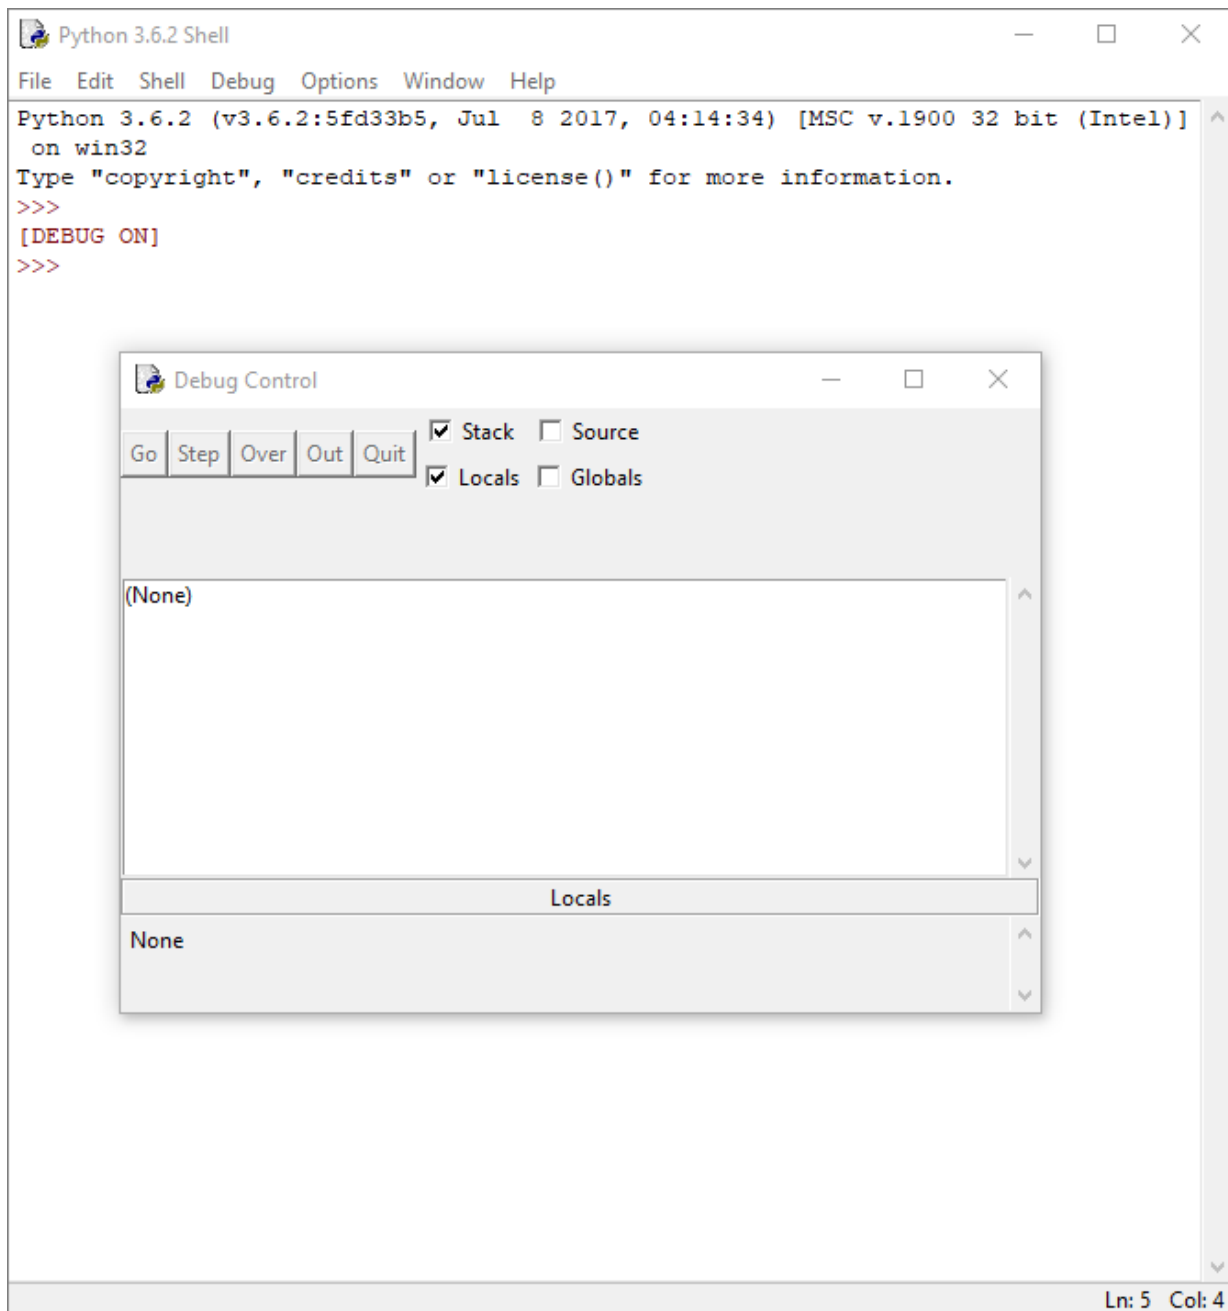 Python 3.6.2 Shell
File Edit Shell Debug Options Window Help
Python 3.6.2 (v3.6.2:5fd33b5, Jul  8 2017, 04:14:34) [MSC v.1900 32 bit (Intel)]
 on win32
Type "copyright", "credits" or "license()" for more information.
>>>
[DEBUG ON]
>>>
Debug Control
Go Step Over Out Quit
Stack Source
Locals Globals
(None)
Locals
None
Ln: 5 Col: 4